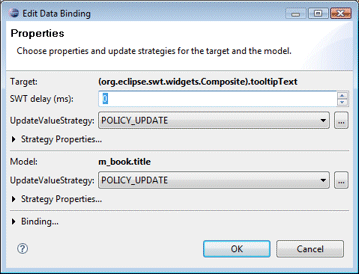 Edit Data Binding
Properties
Choose properties and update strategies for the target and the model.
Target: (org.eclipse.swt.widgets.Composite).tooltipText
SWT delay (ms): 0
UpdateValueStrategy: POLICY_UPDATE ...
Strategy Properties...
Model: m_book.title
UpdateValueStrategy: POLICY_UPDATE ...
Strategy Properties...
Binding...
? OK Cancel